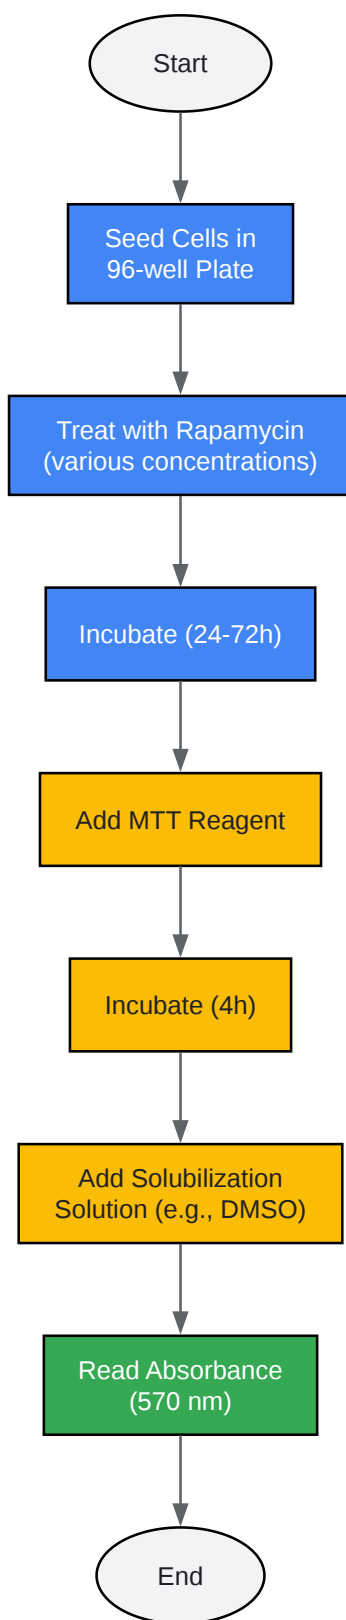 Start
Seed Cells in
96-well Plate
Treat with Rapamycin
(various concentrations)
Incubate (24-72h)
Add MTT Reagent
Incubate (4h)
Add Solubilization
Solution (e.g., DMSO)
Read Absorbance
(570 nm)
End